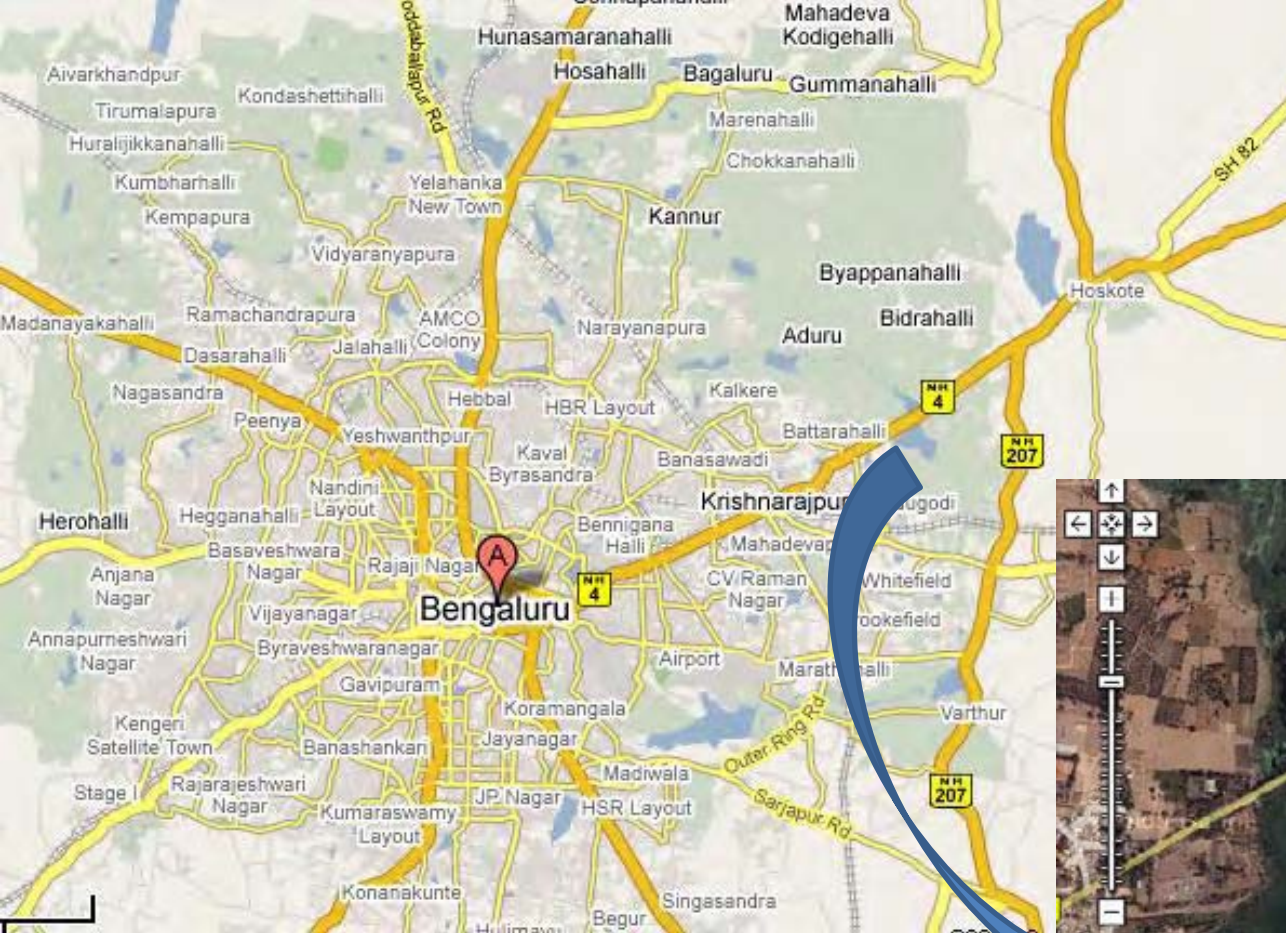 Mahadeva
Kodigehalli
Hunasamaranahalli
Hosahalli
Bagaluru
Gummanahalli
Aivarkhandpur
Kondashettihalli
Tirumalapura
Marenahalli
Huralijikkanahalli
Chokkanahalli
SH 82
Kumbharhalli
Yelahanka
New Town
Kempapura
Kannur
Vidyaranyapura
Byappanahalli
Hoskote
Madanayakahalli
Ramachandrapura
AMCO
Colony
Narayanapura
Bidrahalli
Aduru
Dasarahalli
Jalahalli
Nagasandra
Hebbal
HBR Layout
Kalkere
NH
4
Peenya
Yeshwanthpur
Battarahalli
NH
207
Kaval
Byrasandra
Banasawadi
Nandini
Layout
Krishnarajpur
ugodi
Herohalli
Hegganahalli
Bennigana
Halli
Mahadevap
Basaveshwara
Nagar
Rajaji Nagar
A
Anjana
Nagar
NH
4
CV Raman
Nagar
Whitefield
Vijayanagar
Bengaluru
rookefield
Annapurneshwari
Nagar
Byraveshwaranagar
Airport
Marath halli
Gavipuram
Koramangala
Outer Ring Rd
Varthur
Kengeri
Satellite Town
Banashankari
Jayanagar
Madiwala
NH
207
Stage I
Rajarajeshwari
Nagar
JP Nagar
HSR Layout
Sarjapur Rd
Kumaraswamy
Layout
Konanakunte
Singasandra
Begur